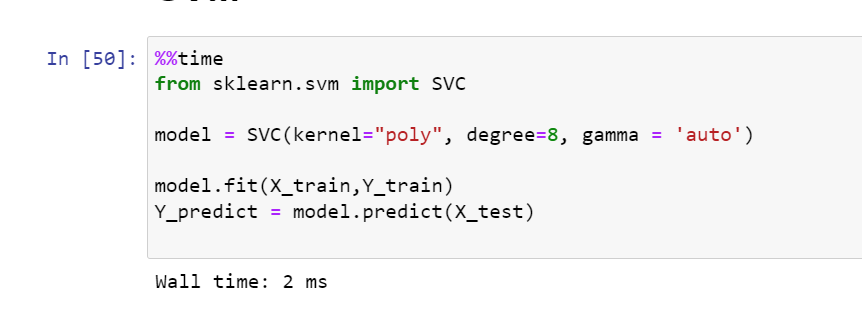 In [50]: %%time
from sklearn.svm import SVC
model = SVC(kernel="poly", degree=8, gamma = 'auto')
model.fit(X_train,Y_train)
Y_predict = model.predict(X_test)
Wall time: 2 ms